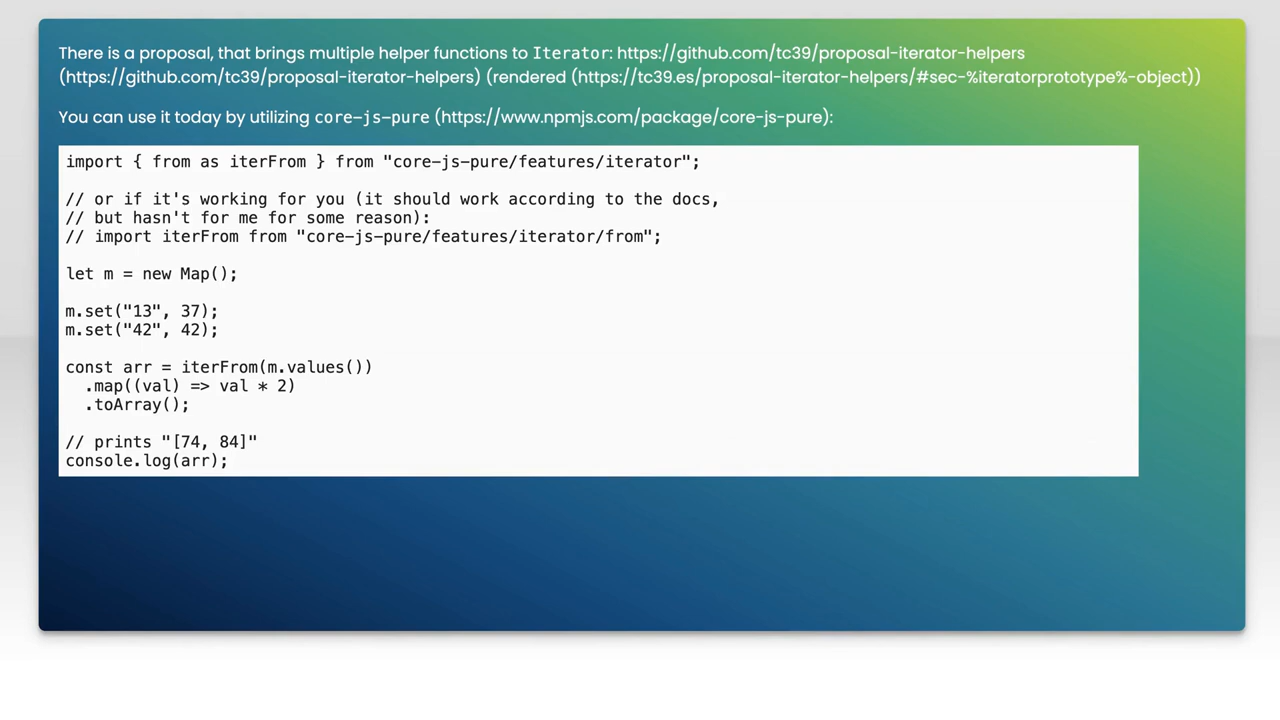 There is a proposal, that brings multiple helper functions to Iterator: https://github.com/tc39/proposal-iterator-helpers
(https://github.com/tc39/proposal-iterator-helpers) (rendered (https://tc39.es/proposal-iterator-helpers/#sec-%iteratorprototype%-object))
You can use it today by utilizing core-js-pure (https://www.npmjs.com/package/core-js-pure):
import { from as iterFrom } from "core-js-pure/features/iterator";
// or if it's working for you (it should work according to the docs,
// but hasn't for me for some reason):
// import iterFrom from "core-js-pure/features/iterator/from";
let m = new Map();
m.set("13", 37);
m.set("42", 42);
const arr = iterFrom(m.values())
  .map((val) => val * 2)
  .toArray();
// prints "[74, 84]"
console.log(arr);